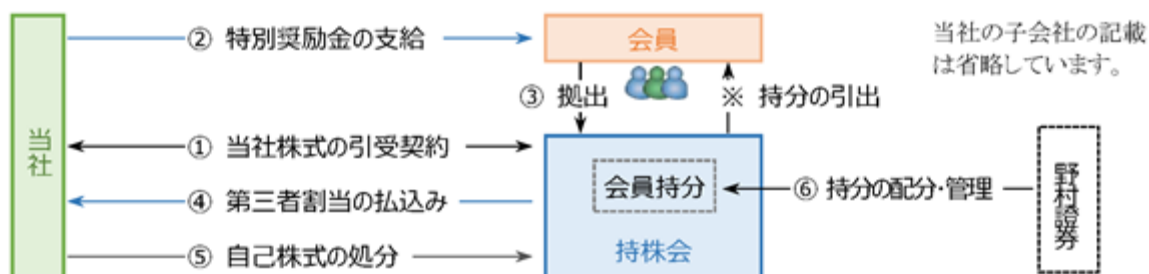 ② 特別奨励金の支給
会員
当社の子会社の記載
は省略しています。
③ 拠出
※ 持分の引出
当社
① 当社株式の引受契約
会員持分
⑥ 持分の配分・管理
野村證券
④ 第三者割当の払込み
持株会
⑤ 自己株式の処分